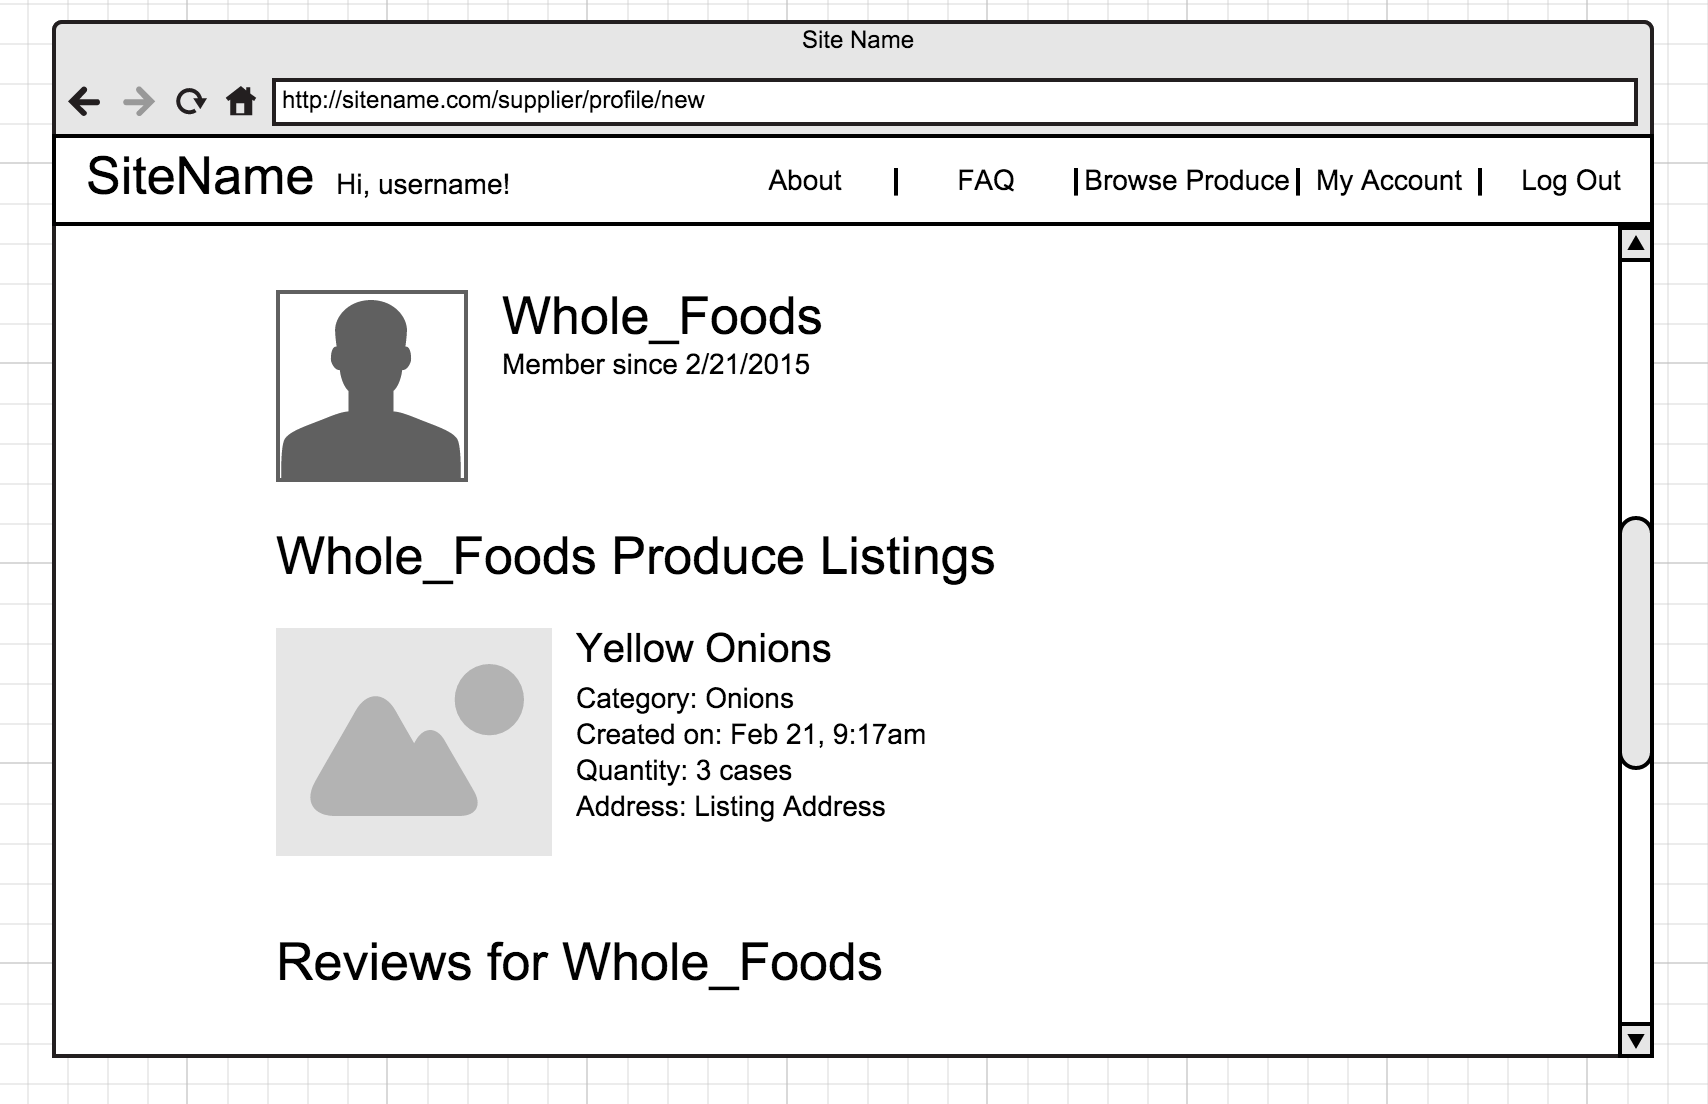 Site Name
http://sitename.com/supplier/profile/new
SiteName Hi, username! About | FAQ | Browse Produce | My Account | Log Out
Whole_Foods
Member since 2/21/2015
Whole_Foods Produce Listings
Yellow Onions
Category: Onions
Created on: Feb 21, 9:17am
Quantity: 3 cases
Address: Listing Address
Reviews for Whole_Foods